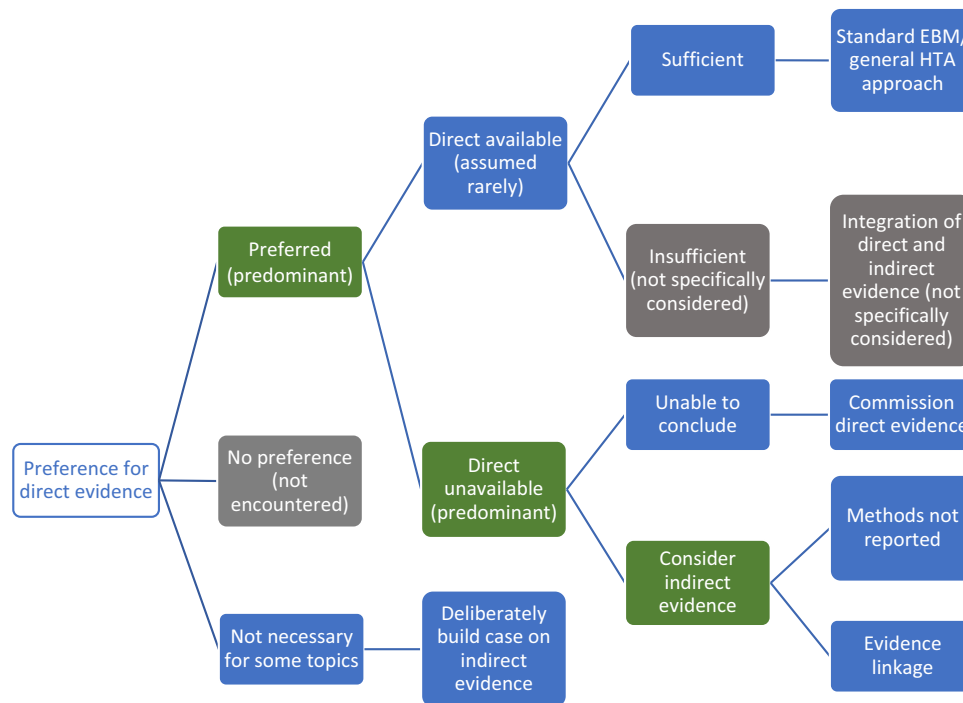 Preference for
direct evidence
Preferred
(predominant)
No preference
(not
encountered)
Not necessary
for some topics
Direct available
(assumed
rarely)
Direct
unavailable
(predominant)
Deliberately
build case on
indirect
evidence
Sufficient
Insufficient
(not specifically
considered)
Unable to
conclude
Consider
indirect
evidence
Standard EBM/
general HTA
approach
Integration of
direct and
indirect
evidence (not
specifically
considered)
Commission
direct evidence
Methods not
reported
Evidence
linkage